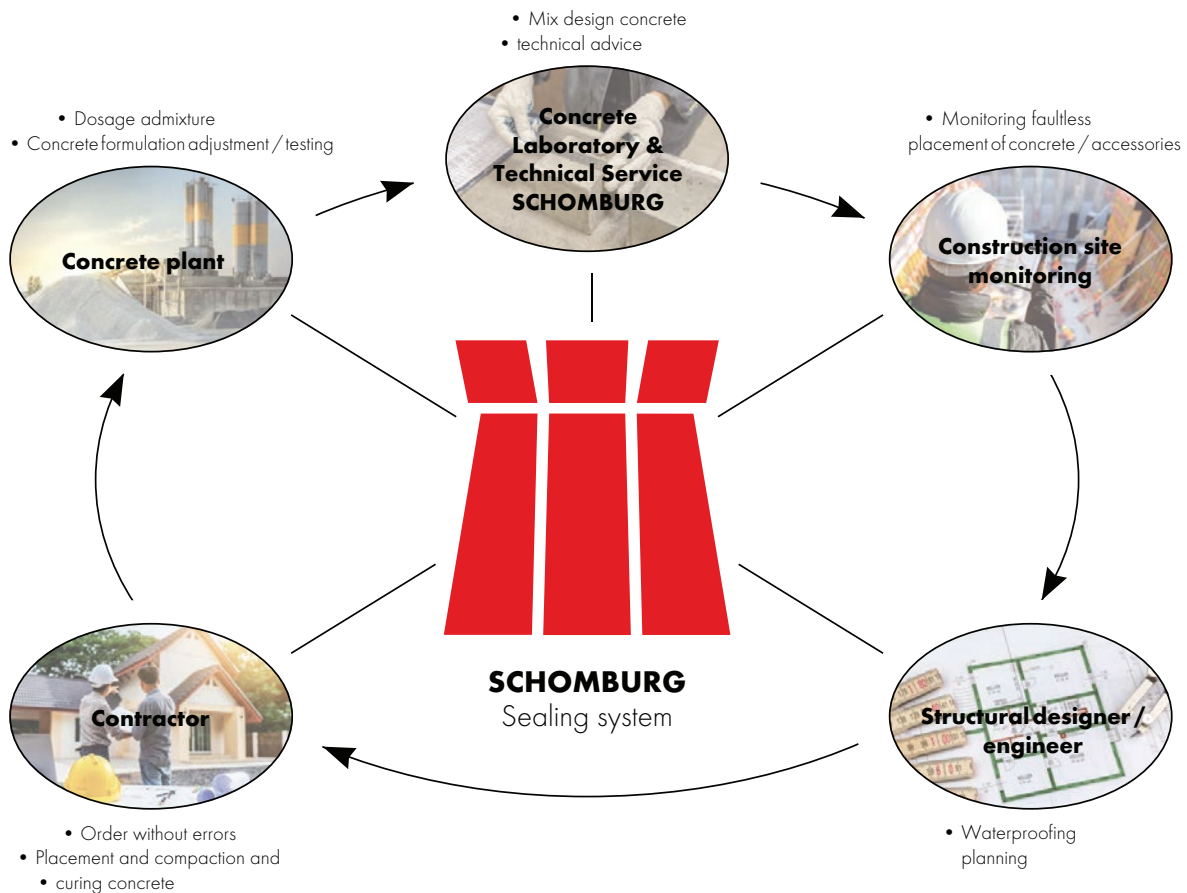 • Mix design concrete
• technical advice
Concrete
Laboratory &
Technical Service
SCHOMBURG
• Dosage admixture
• Concrete formulation adjustment / testing
Concrete plant
• Monitoring faultless
placement of concrete / accessories
Construction site
monitoring
SCHOMBURG
Sealing system
Contractor
• Order without errors
• Placement and compaction and
• curing concrete
Structural designer /
engineer
• Waterproofing
planning